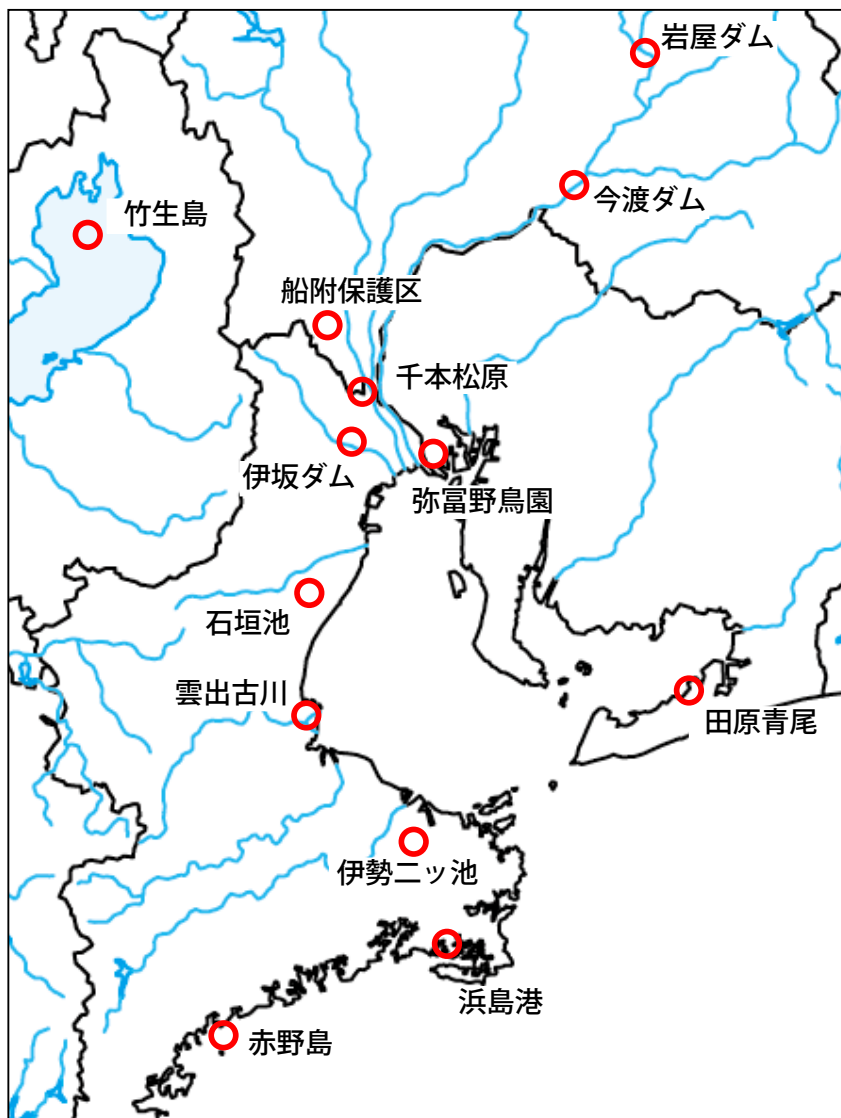 岩屋ダム
今渡ダム
竹生島
船附保護区
千本松原
伊坂ダム
弥富野鳥園
石垣池
雲出古川
田原青尾
伊勢二ッ池
浜島港
赤野島